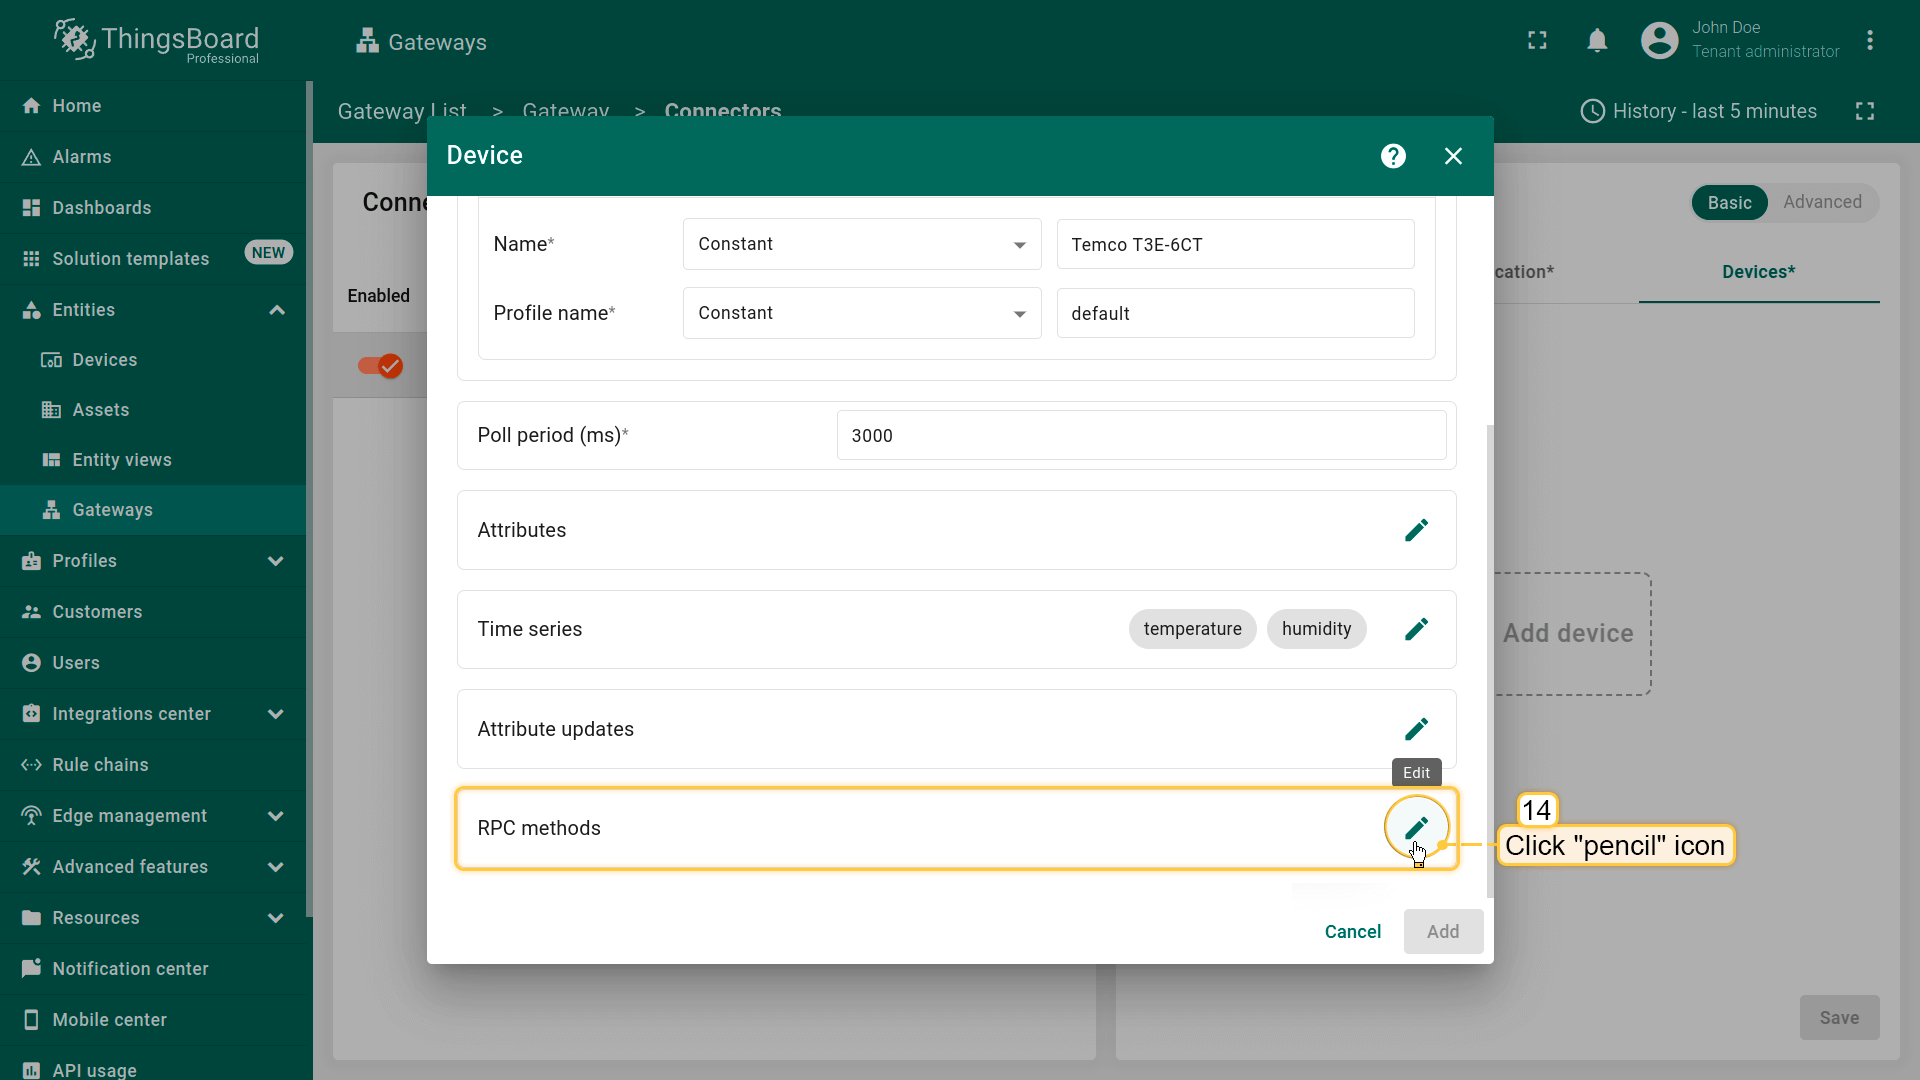 ThingsBoard
Professional
Gateways
John Doe
Tenant administrator
Home
Alarms
Dashboards
Solution templates
NEW
Entities
Devices
Assets
Entity views
Gateways
Profiles
Customers
Users
Integrations center
Rule chains
Edge management
Advanced features
Resources
Notification center
Mobile center
API usage
Gateway List > Gateway > Connectors
History - last 5 minutes
Conne
Enabled
Basic
Advanced
cation*
Devices*
Add device
Save
Device
Name*
Constant
Temco T3E-6CT
Profile name*
Constant
default
Poll period (ms)*
3000
Attributes
Time series
temperature
humidity
Attribute updates
Edit
RPC methods
14
Click "pencil" icon
Cancel
Add